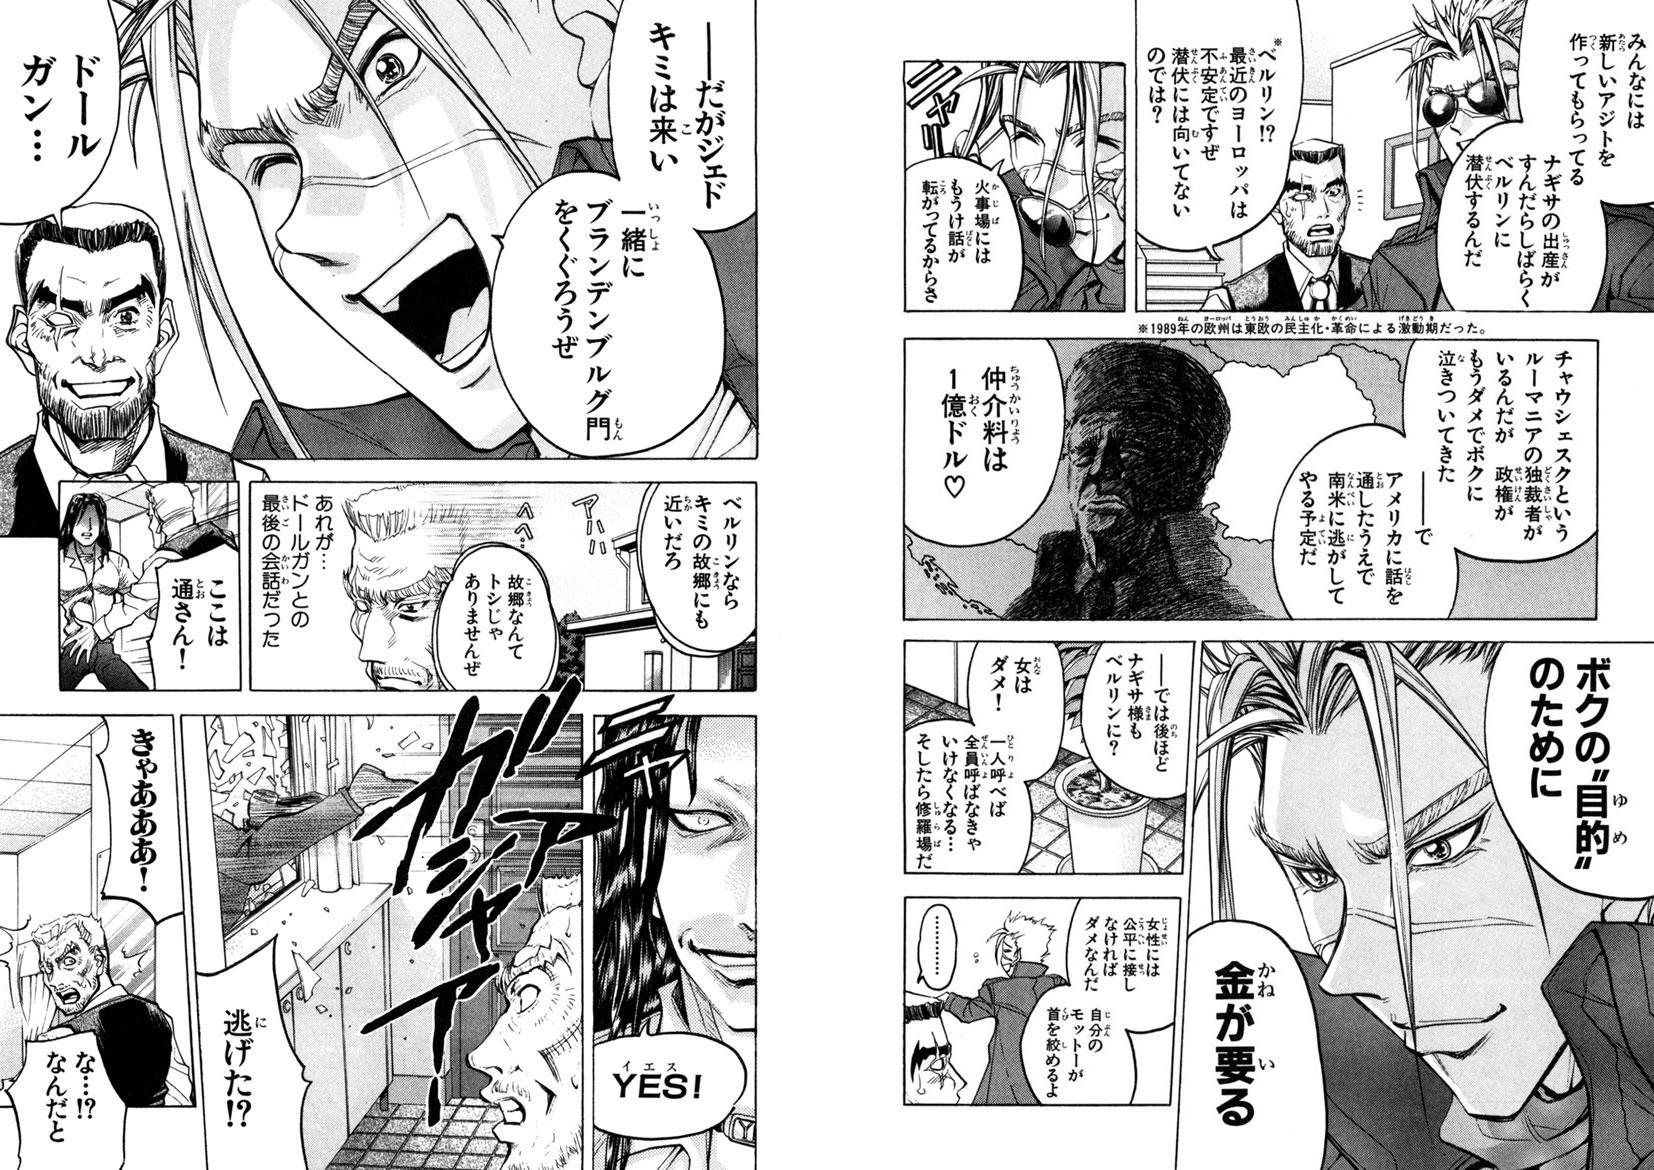 みんなには
新しいアジトを
作ってもらってる
ナギサの出産が
すんだらしばらく
ベルリンに
潜伏するんだ
※ベルリン!?
最近のヨーロッパは
不安定ですぜ
潜伏には向いてない
のでは?
ニャ
火事場には
もうけ話が
転がってるからさ
※1989年の欧州は東欧の民主化・革命による激動期だった。
チャウシェスクという
ルーマニアの独裁者が
いるんだが 政権が
もうダメでボクに
泣きついてきた
――で
アメリカに話を
通したうえで
南米に逃がして
やる予定だ
仲介料は
1億ドル♡
ボクの〝目的〟
のために
金が要る
――では後ほど
ナギサ様も
ベルリンに?
女は
ダメ!
一人呼べば
全員呼ばなきゃ
いけなくなる…
そしたら修羅場だ
女性には
公平に接し
なければ
ダメなんだ
自分の
モットーが
首を絞めるよ
…………
――だがジェド
キミは来い
一緒に
ブランデンブルグ門
をくぐろうぜ
ドール
ガン…
ベルリンなら
キミの故郷にも
近いだろ
アハハ
へへ…
故郷なんて
トシじゃ
ありませんぜ
あれが…
ドールガンとの
最後の会話だった
ここは
通さん!
ニヤ
YES!
ガシャアア
逃げた!?
きゃあああ!
な…!?
なんだと